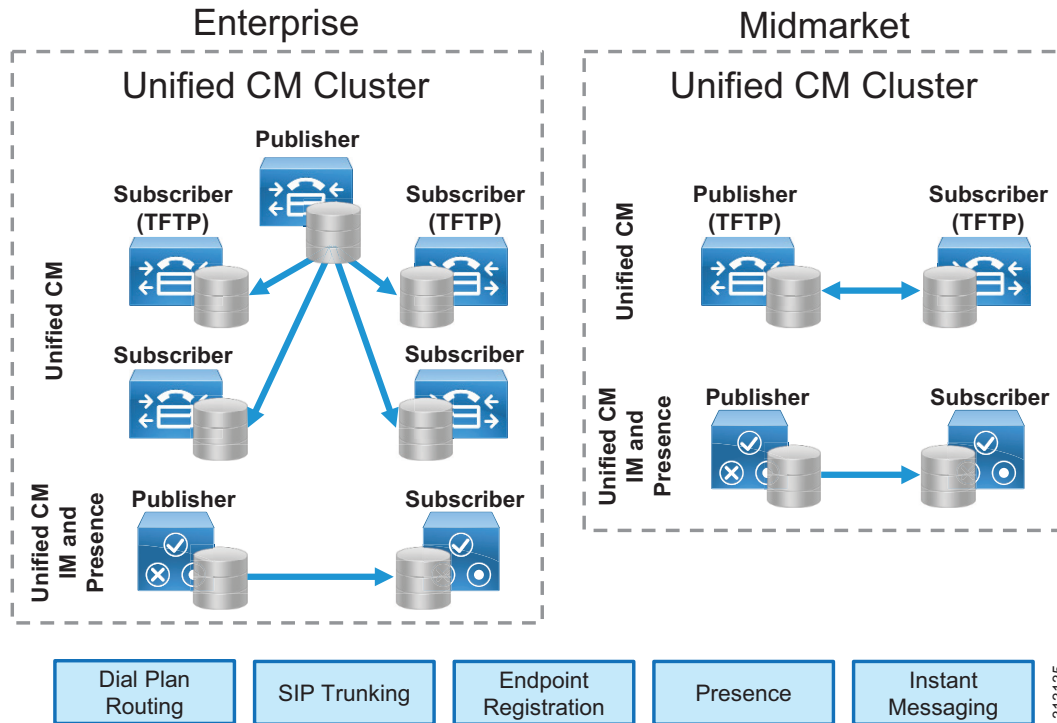 Enterprise
Unified CM Cluster
Publisher
Subscriber
(TFTP)
Subscriber
(TFTP)
Unified CM
Subscriber
Subscriber
Unified CM
IM and
Presence
Publisher
Subscriber
Midmarket
Unified CM Cluster
Unified CM
Publisher
(TFTP)
Subscriber
(TFTP)
Unified CM
IM and
Presence
Publisher
Subscriber
Dial Plan
Routing
SIP Trunking
Endpoint
Registration
Presence
Instant
Messaging